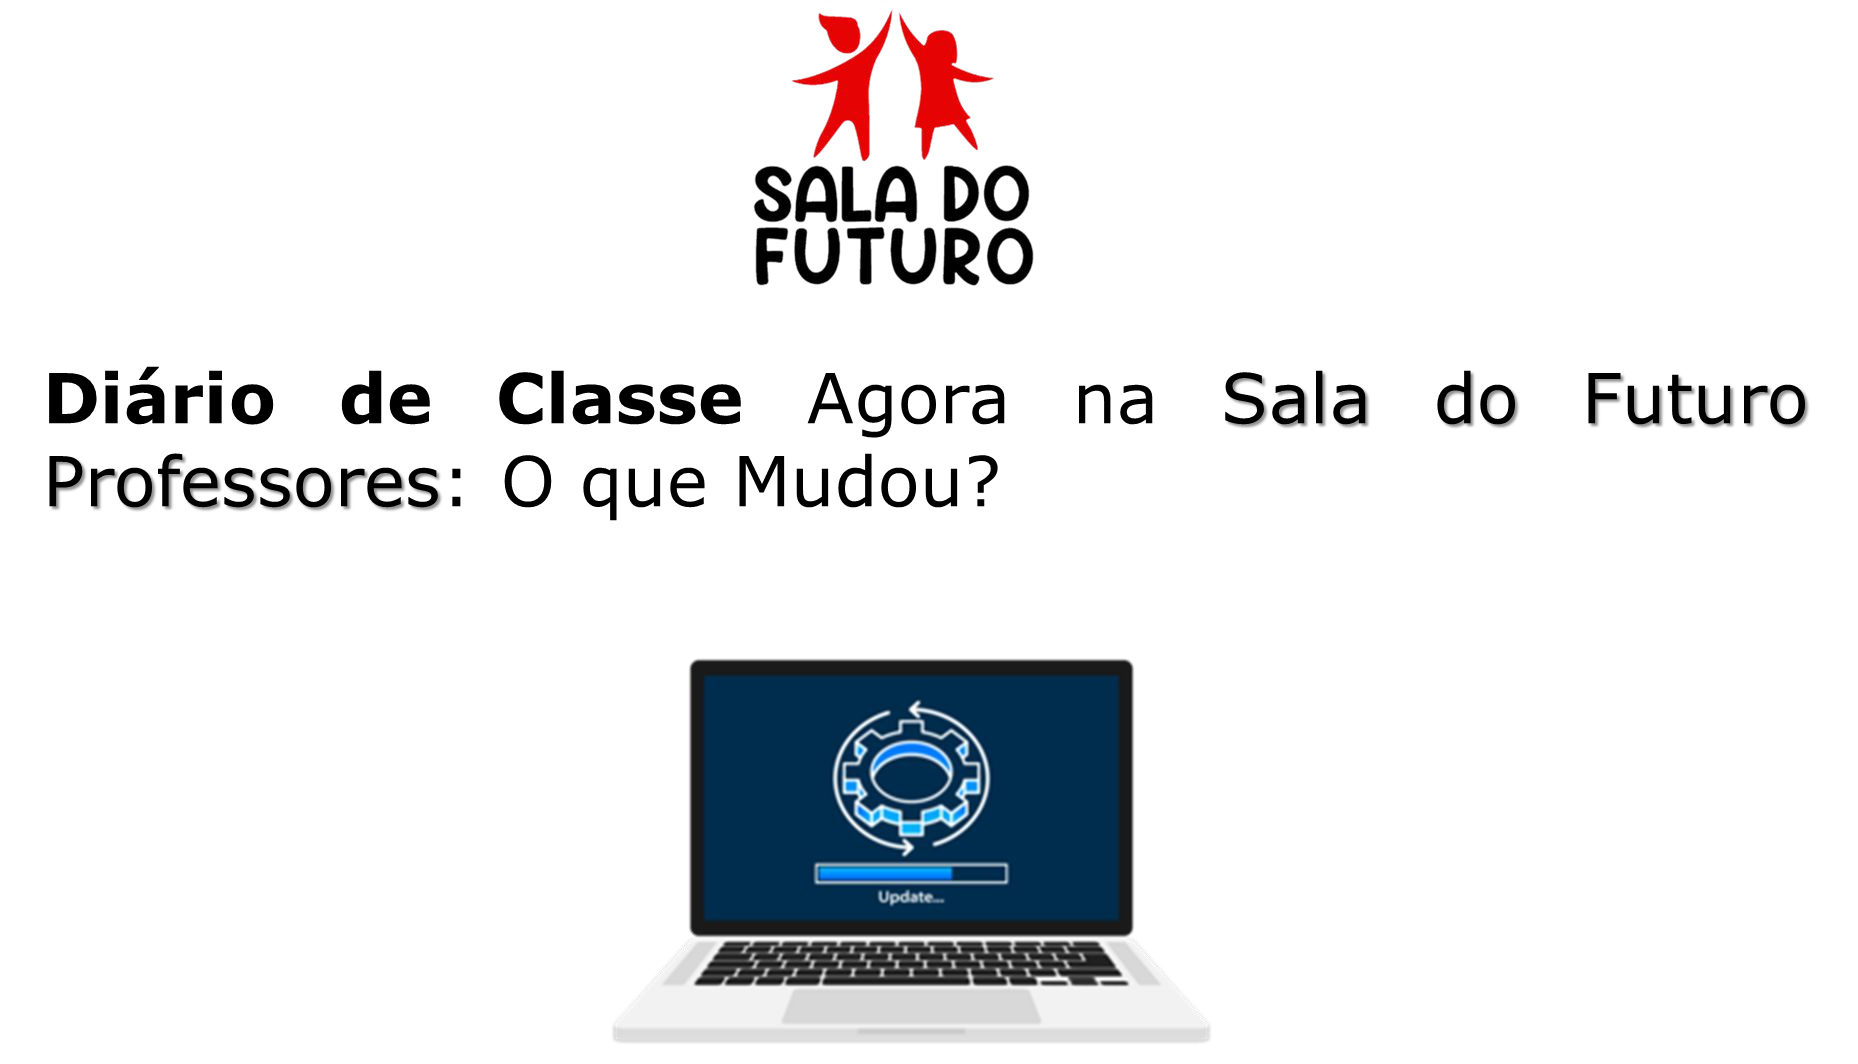 SALA DO
FUTURO
Diário de Classe Agora na Sala do Futuro
Professores: O que Mudou?
Update...